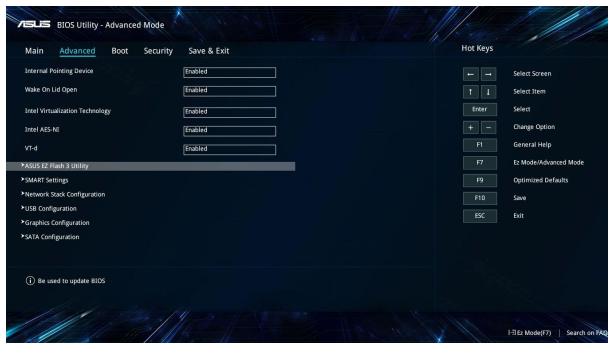 ASUS BIOS Utility - Advanced Mode
Main Advanced Boot Security Save & Exit
Internal Pointing Device Enabled
Wake On Lid Open Enabled
Intel Virtualization Technology Enabled
Intel AES-NI Enabled
VT-d Enabled
ASUS EZ Flash 3 Utility
SMART Settings
Network Stack Configuration
USB Configuration
Graphics Configuration
SATA Configuration
Be used to update BIOS
Hot Keys
← → Select Screen
↑ ↓ Select Item
Enter Select
+ − Change Option
F1 General Help
F7 Ez Mode/Advanced Mode
F9 Optimized Defaults
F10 Save
ESC Exit
Ez Mode(F7) | Search on FAQ